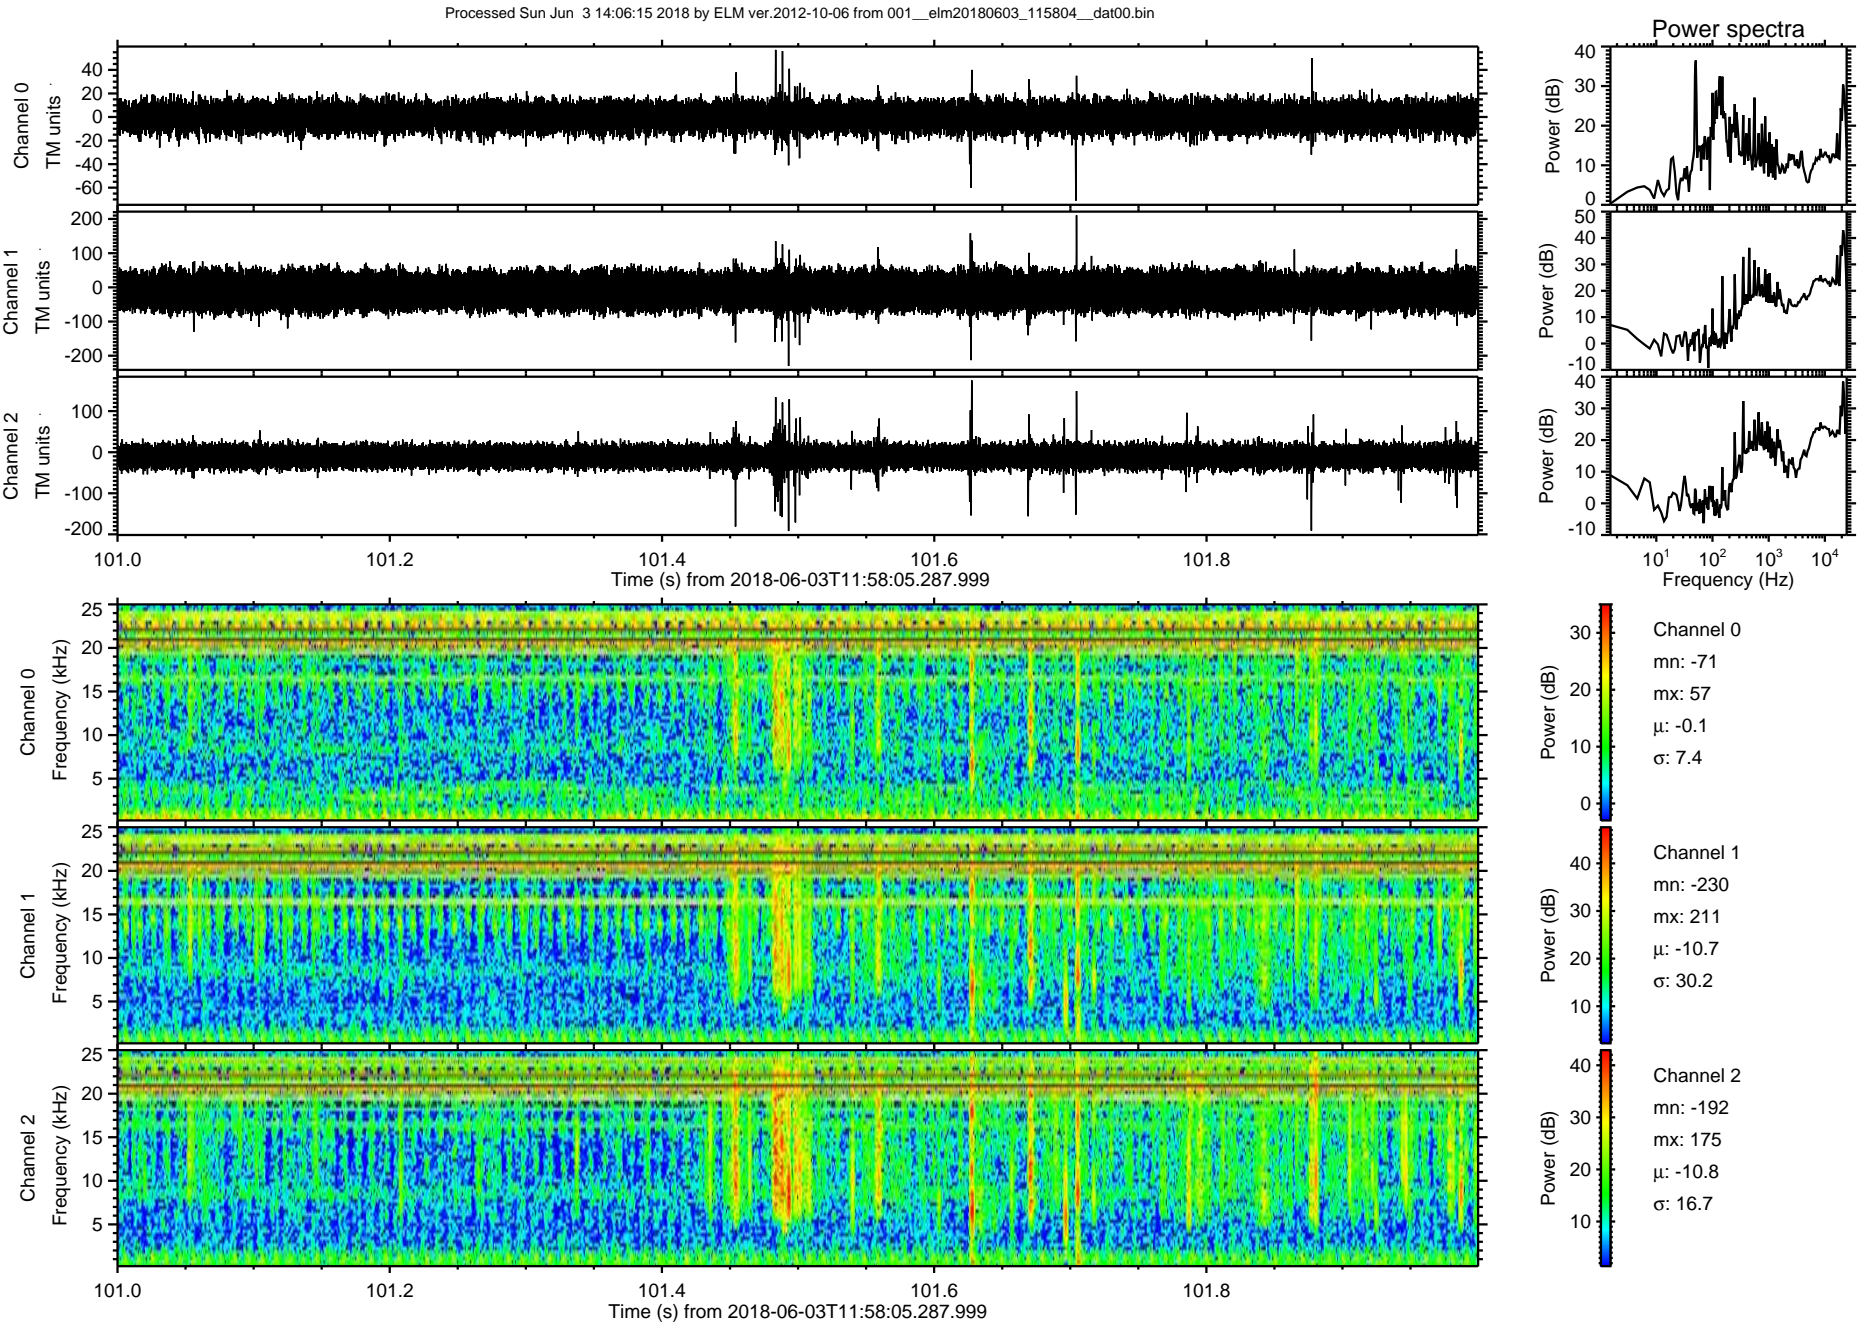 Processed Sun Jun  3 14:06:15 2018 by ELM ver.2012-10-06 from 001__elm20180603_115804__dat00.bin
Power spectra
Channel 0
TM units
40
20
0
-20
-40
-60
Power (dB)
40
30
20
10
0
Channel 1
TM units
200
100
0
-100
-200
Power (dB)
50
40
30
20
10
0
-10
Channel 2
TM units
100
0
-100
-200
Power (dB)
40
30
20
10
0
-10
101.0 101.2 101.4 101.6 101.8
Time (s) from 2018-06-03T11:58:05.287.999
10^1 10^2 10^3 10^4
Frequency (Hz)
Channel 0
Frequency (kHz)
25
20
15
10
5
Power (dB)
30
20
10
0
Channel 0
mn: -71
mx: 57
μ: -0.1
σ: 7.4
Channel 1
Frequency (kHz)
25
20
15
10
5
Power (dB)
40
30
20
10
Channel 1
mn: -230
mx: 211
μ: -10.7
σ: 30.2
Channel 2
Frequency (kHz)
25
20
15
10
5
Power (dB)
40
30
20
10
Channel 2
mn: -192
mx: 175
μ: -10.8
σ: 16.7
101.0 101.2 101.4 101.6 101.8
Time (s) from 2018-06-03T11:58:05.287.999